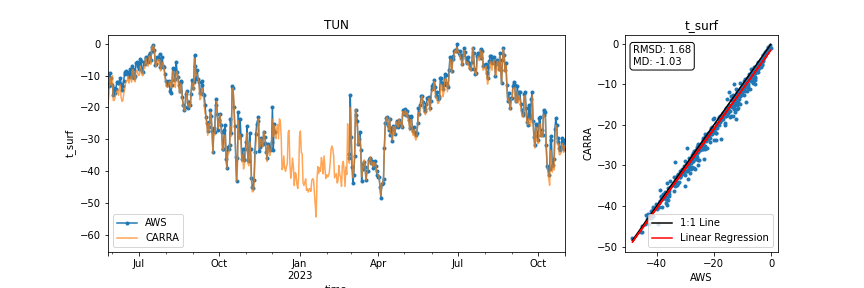 TUN
t_surf
0
−10
−20
−30
−40
−50
−60
t_surf
AWS
CARRA
Jul
Oct
Jan
2023
Apr
Jul
Oct
time
RMSD: 1.68
MD: -1.03
0
−10
−20
−30
−40
−50
CARRA
1:1 Line
Linear Regression
−40
−20
0
AWS